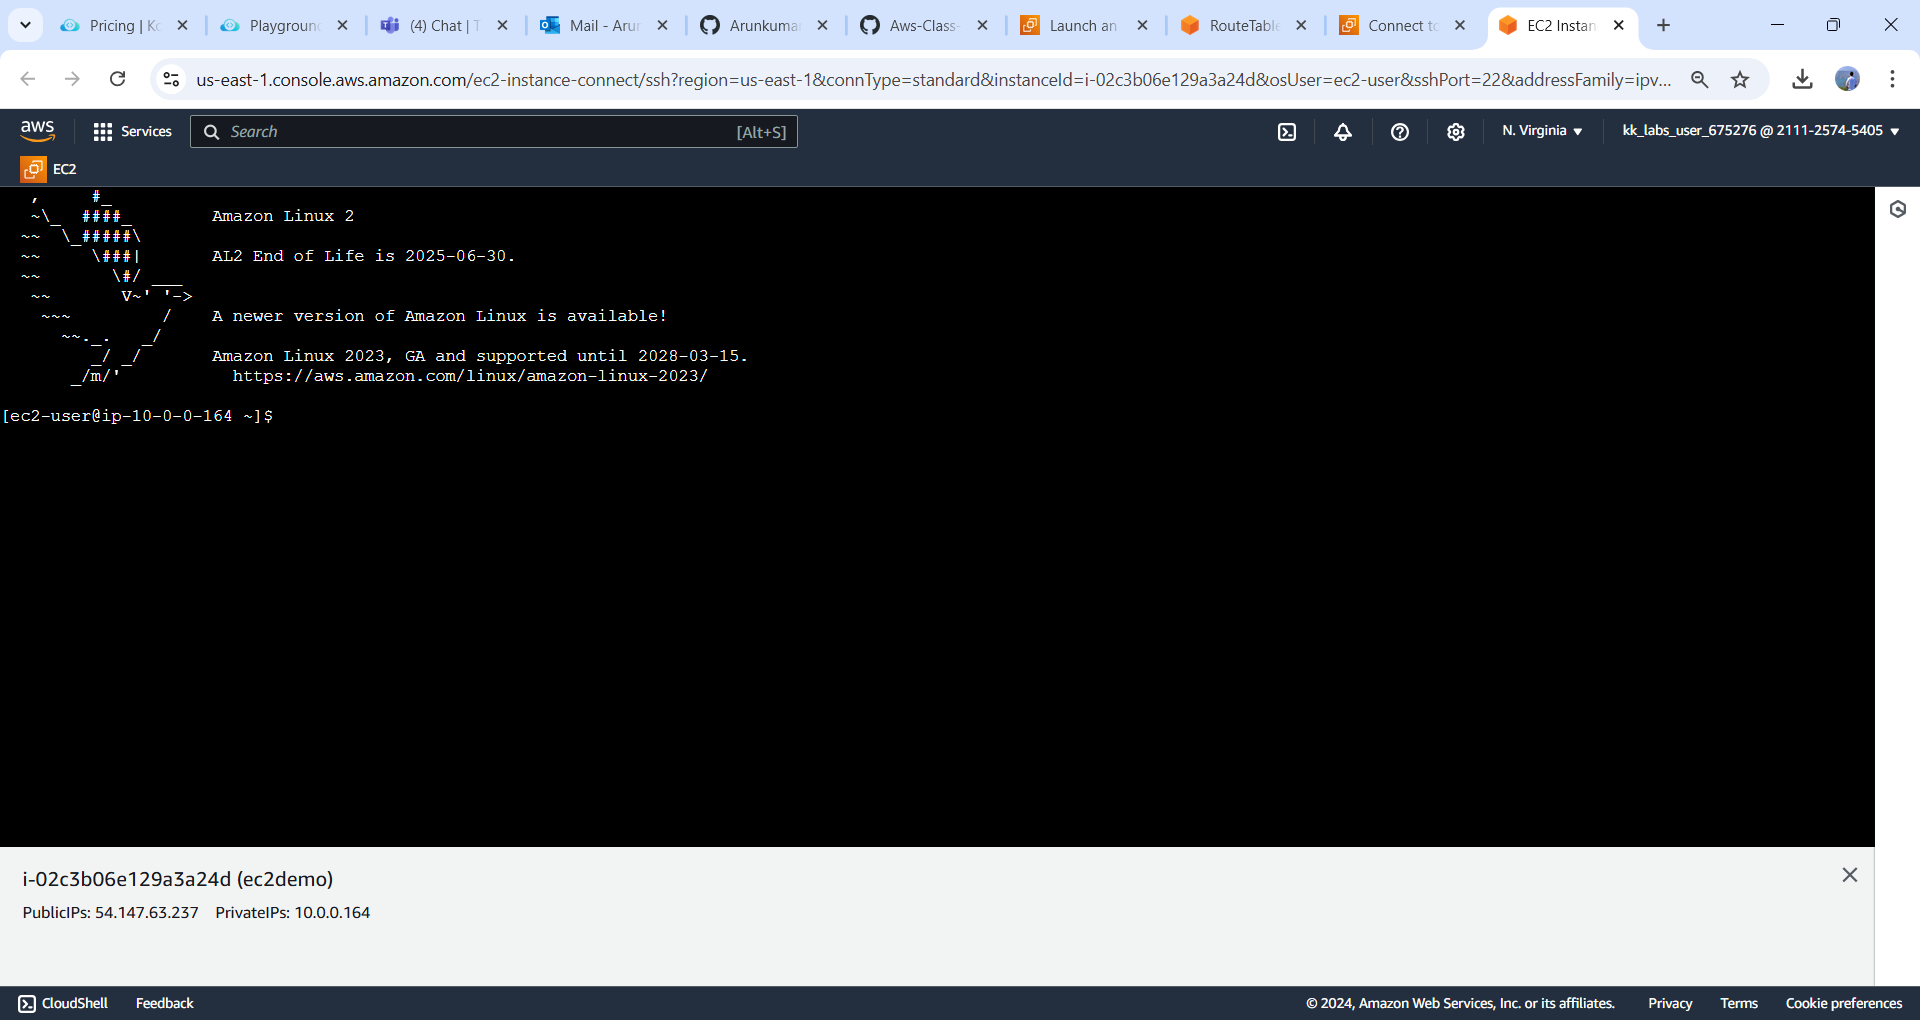 Pricing | Ko
Playground
(4) Chat | T
Mail - Arun
Arunkuma
Aws-Class-
Launch an
RouteTable
Connect to
EC2 Instan
us-east-1.console.aws.amazon.com/ec2-instance-connect/ssh?region=us-east-1&connType=standard&instanceId=i-02c3b06e129a3a24d&osUser=ec2-user&sshPort=22&addressFamily=ipv...
aws Services Search [Alt+S] N. Virginia ▼ kk_labs_user_675276 @ 2111-2574-5405 ▼
EC2
   ,     #_
   ~\_  ####_        Amazon Linux 2
  ~~  \_#####\
  ~~     \###|       AL2 End of Life is 2025-06-30.
  ~~       \#/ ___
   ~~       V~' '->
    ~~~         /    A newer version of Amazon Linux is available!
      ~~._.   _/
         _/ _/       Amazon Linux 2023, GA and supported until 2028-03-15.
       _/m/'           https://aws.amazon.com/linux/amazon-linux-2023/
[ec2-user@ip-10-0-0-164 ~]$
i-02c3b06e129a3a24d (ec2demo)
PublicIPs: 54.147.63.237 PrivateIPs: 10.0.0.164
CloudShell Feedback © 2024, Amazon Web Services, Inc. or its affiliates. Privacy Terms Cookie preferences